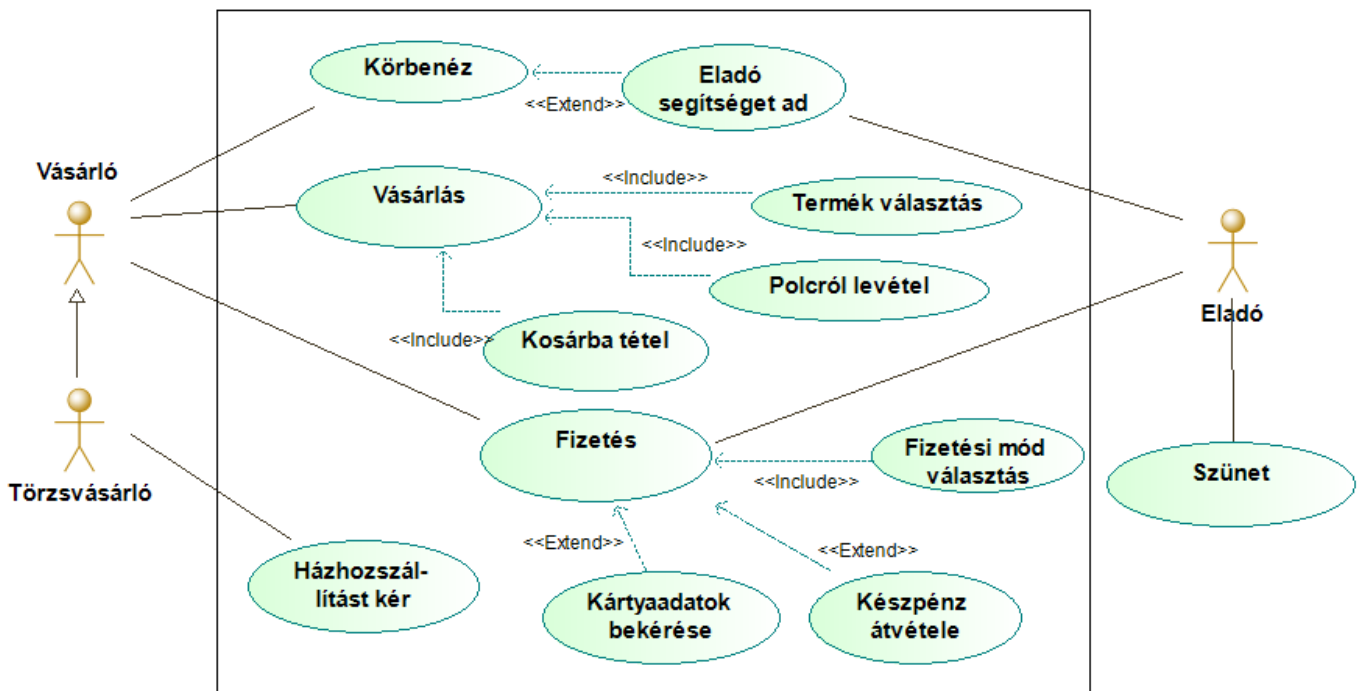 Körbenéz
Eladó
segítséget ad
<<Extend>>
Vásárló
Vásárlás
<<Include>>
Termék választás
<<Include>>
Polcról levétel
Eladó
<<Include>>
Kosárba tétel
Fizetés
Fizetési mód
választás
<<Include>>
Szünet
Törzsvásárló
<<Extend>>
<<Extend>>
Házhozszál-
lítást kér
Kártyaadatok
bekérése
Készpénz
átvétele